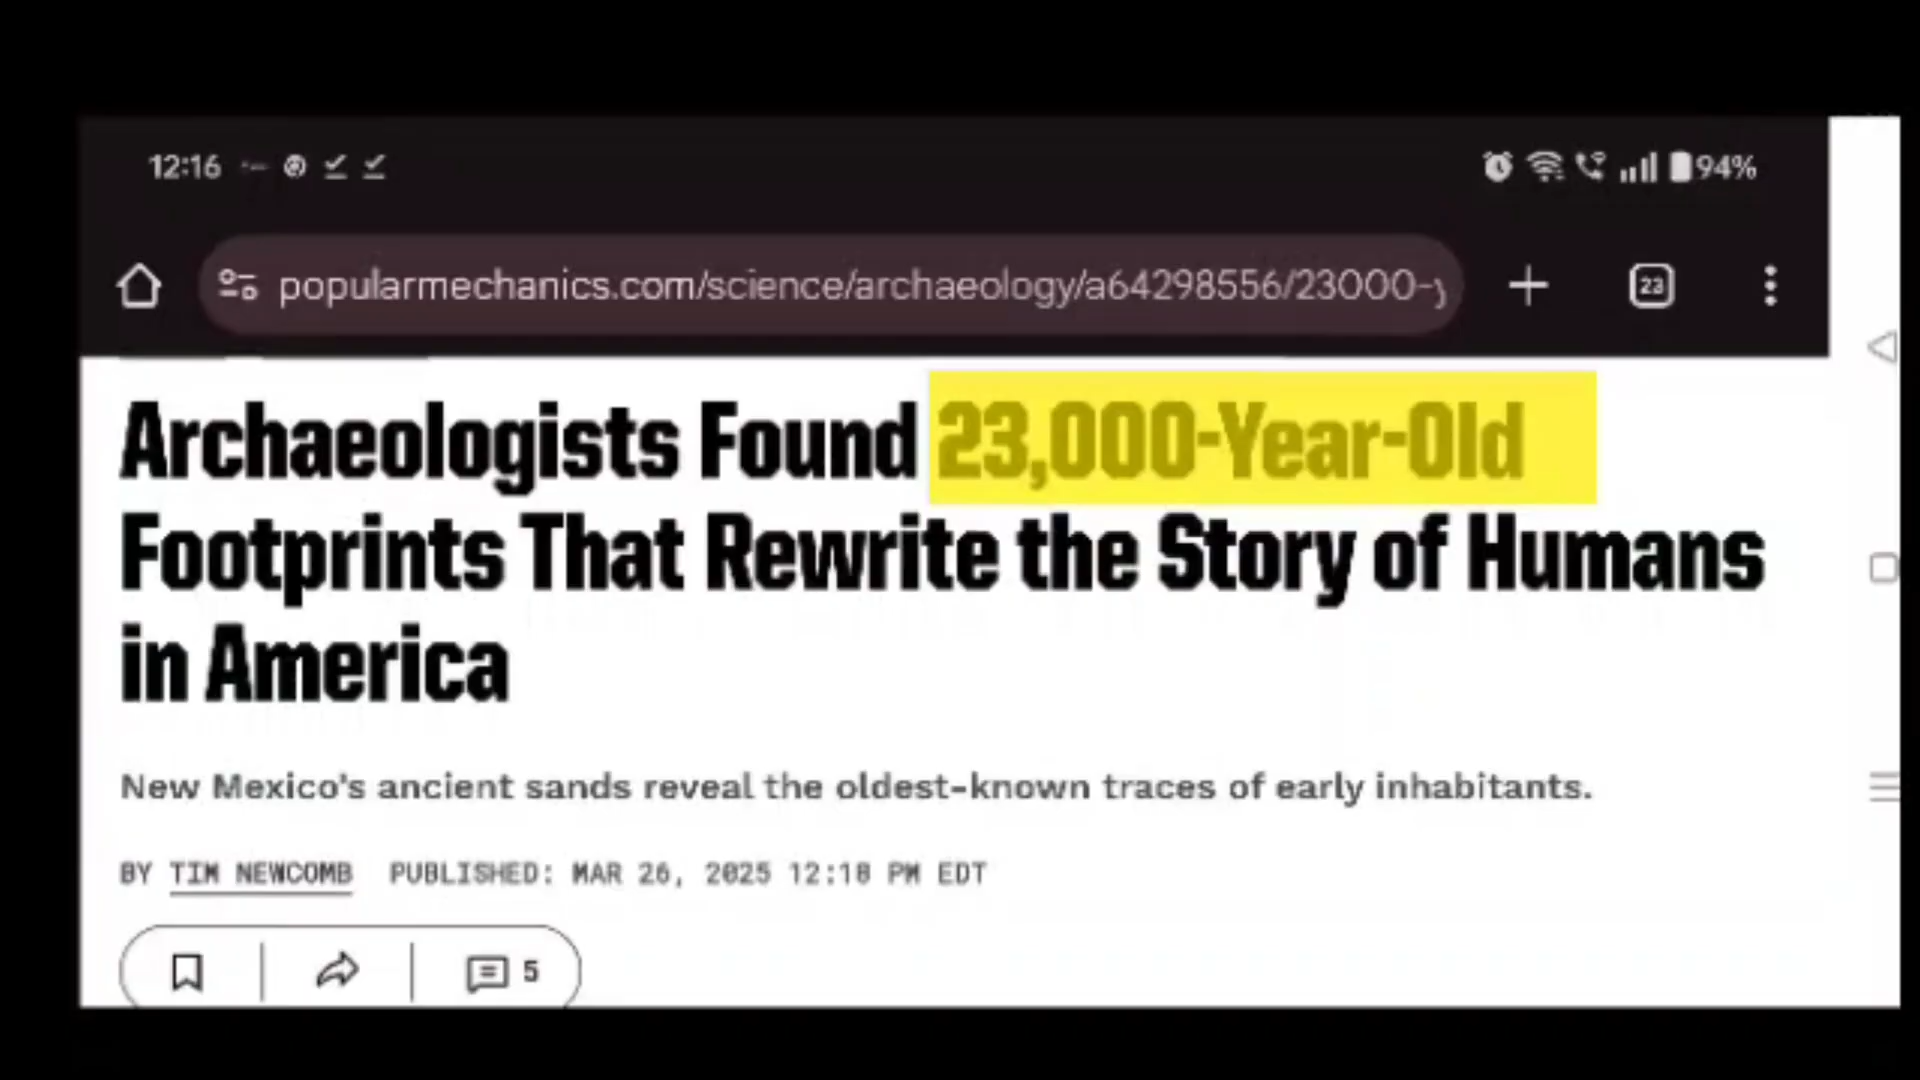 12:16 94%
popularmechanics.com/science/archaeology/a64298556/23000-y 23
Archaeologists Found 23,000-Year-Old
Footprints That Rewrite the Story of Humans
in America
New Mexico's ancient sands reveal the oldest-known traces of early inhabitants.
BY TIM NEWCOMB PUBLISHED: MAR 26, 2025 12:18 PM EDT
5